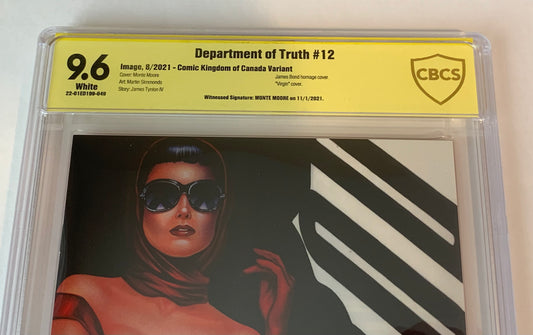 Department of Truth #12
9.6
White
22-01ED199-049
Image, 8/2021 - Comic Kingdom of Canada Variant
Cover: Monte Moore
Art: Martin Simmonds
Story: James Tynion IV
James Bond homage cover.
"Virgin" cover.
Witnessed Signature: MONTE MOORE on 11/1/2021.
CBCS